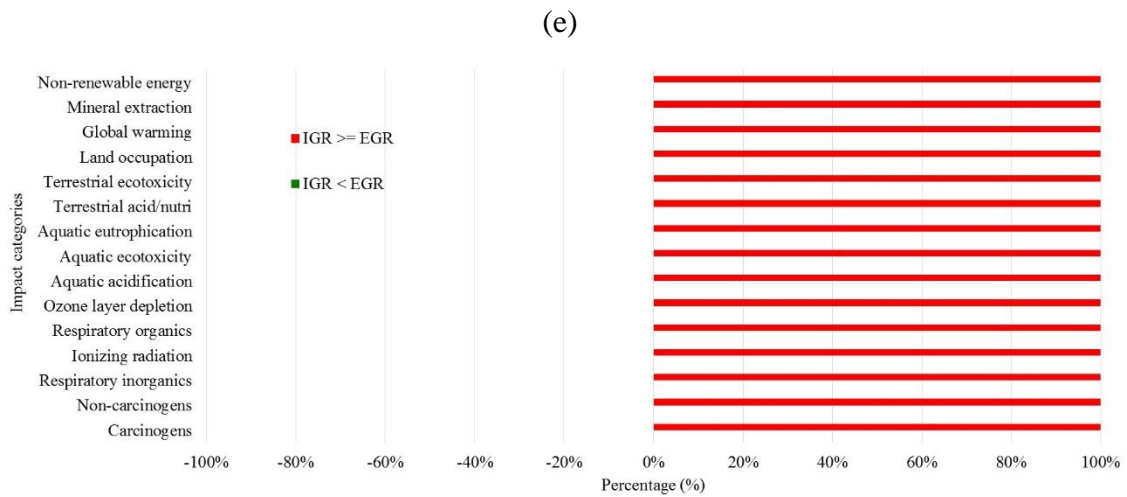 (e)
Non-renewable energy
Mineral extraction
Global warming
Land occupation
Terrestrial ecotoxicity
Terrestrial acid/nutri
Aquatic eutrophication
Aquatic ecotoxicity
Aquatic acidification
Ozone layer depletion
Respiratory organics
Ionizing radiation
Respiratory inorganics
Non-carcinogens
Carcinogens
Impact categories
IGR >= EGR
IGR < EGR
-100% -80% -60% -40% -20% 0% 20% 40% 60% 80% 100%
Percentage (%)